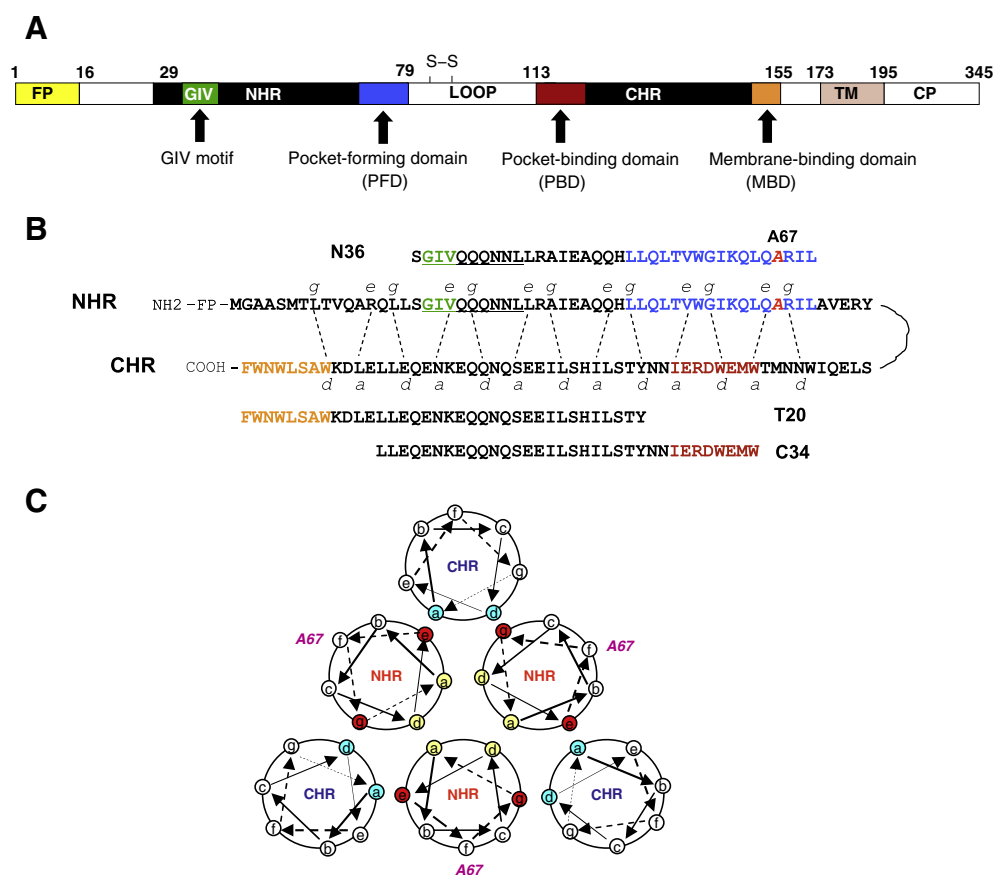 A
S–S
1 16 29 79 113 155 173 195 345
FP GIV NHR LOOP CHR TM CP
GIV motif
Pocket-forming domain
(PFD)
Pocket-binding domain
(PBD)
Membrane-binding domain
(MBD)
B
A67
N36 SGIVQQQNNLLRAIEAQQHLLQLTVWGIKQLQARIL
g e g e g e g e g e g e g
NHR NH2 -FP -MGAASMTLTVQARQLLSGIVQQQNNLLRAIEAQQHLLQLTVWGIKQLQARILAVERY
CHR COOH - FWNWLSAWKDLELLEQENKEQQNQSEEILSHILSTYNNIERDWEMWTMNNWIQELS
d a d a d a d a d a d a d
FWNWLSAWKDLELLEQENKEQQNQSEEILSHILSTY T20
LLEQENKEQQNQSEEILSHILSTYNNIERDWEMW C34
C
f
b c
CHR
e g
a d
b e g c
A67 f f A67
NHR NHR
a d
c b
g d a e
g d a d a e
CHR NHR CHR
c a e g d b
f e b c g f
b f c
A67